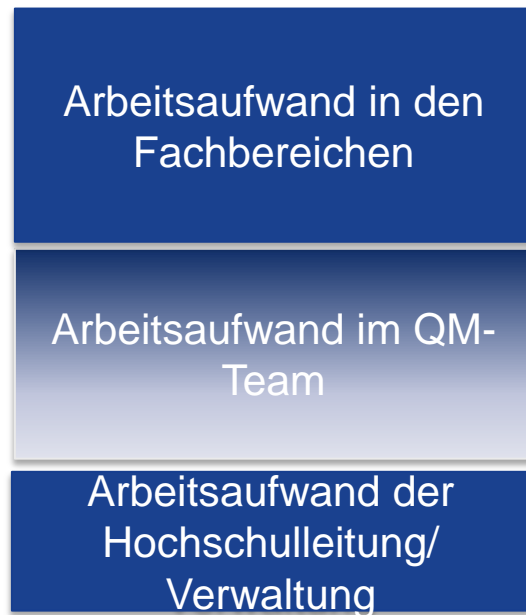 Arbeitsaufwand in den
Fachbereichen
Arbeitsaufwand im QM-
Team
Arbeitsaufwand der
Hochschulleitung/
Verwaltung